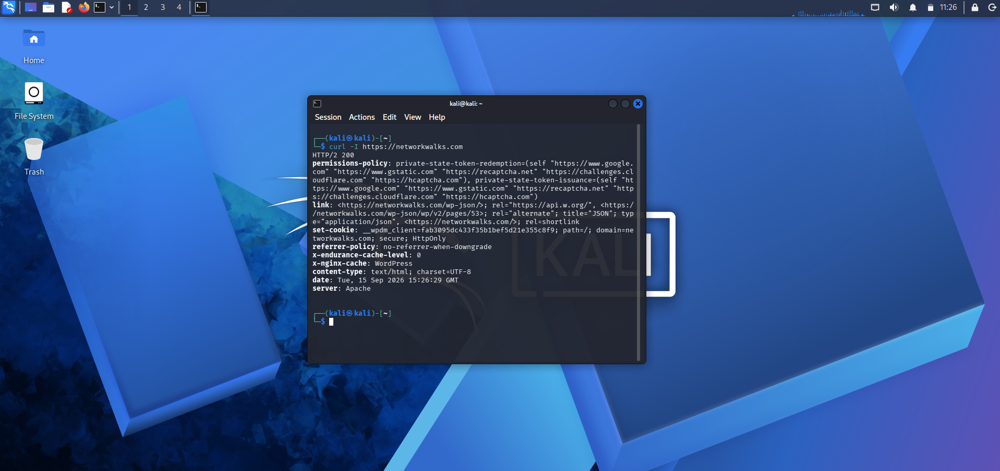 1 2 3 4 11:26
Home
File System
Trash
kali@kali: ~
Session Actions Edit View Help
┌──(kali㉿kali)-[~]
└─$ curl -I https://networkwalks.com
HTTP/2 200
permissions-policy: private-state-token-redemption=(self "https://www.google.
com" "https://www.gstatic.com" "https://recaptcha.net" "https://challenges.cl
oudflare.com" "https://hcaptcha.com"), private-state-token-issuance=(self "ht
tps://www.google.com" "https://www.gstatic.com" "https://recaptcha.net" "http
s://challenges.cloudflare.com" "https://hcaptcha.com")
link: <https://networkwalks.com/wp-json/>; rel="https://api.w.org/", <https:/
/networkwalks.com/wp-json/wp/v2/pages/53>; rel="alternate"; title="JSON"; typ
e="application/json", <https://networkwalks.com/>; rel=shortlink
set-cookie: __wpdm_client=fab3095dc433f35b1bef5d21e355c8f9; path=/; domain=ne
tworkwalks.com; secure; HttpOnly
referrer-policy: no-referrer-when-downgrade
x-endurance-cache-level: 0
x-nginx-cache: WordPress
content-type: text/html; charset=UTF-8
date: Tue, 15 Sep 2026 15:26:29 GMT
server: Apache
┌──(kali㉿kali)-[~]
└─$
KALI